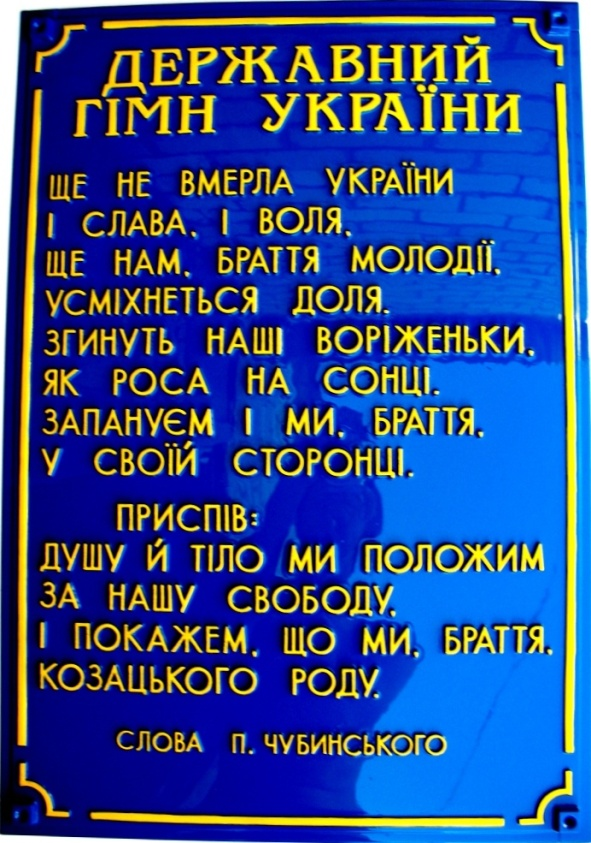 ДЕРЖАВНИЙ
ГІМН УКРАЇНИ
ЩЕ НЕ ВМЕРЛА УКРАЇНИ
І СЛАВА, І ВОЛЯ,
ЩЕ НАМ, БРАТТЯ МОЛОДІЇ,
УСМІХНЕТЬСЯ ДОЛЯ.
ЗГИНУТЬ НАШІ ВОРІЖЕНЬКИ,
ЯК РОСА НА СОНЦІ.
ЗАПАНУЄМ І МИ, БРАТТЯ,
У СВОЇЙ СТОРОНЦІ.
ПРИСПІВ:
ДУШУ Й ТІЛО МИ ПОЛОЖИМ
ЗА НАШУ СВОБОДУ,
І ПОКАЖЕМ, ЩО МИ, БРАТТЯ,
КОЗАЦЬКОГО РОДУ.
СЛОВА П. ЧУБИНСЬКОГО